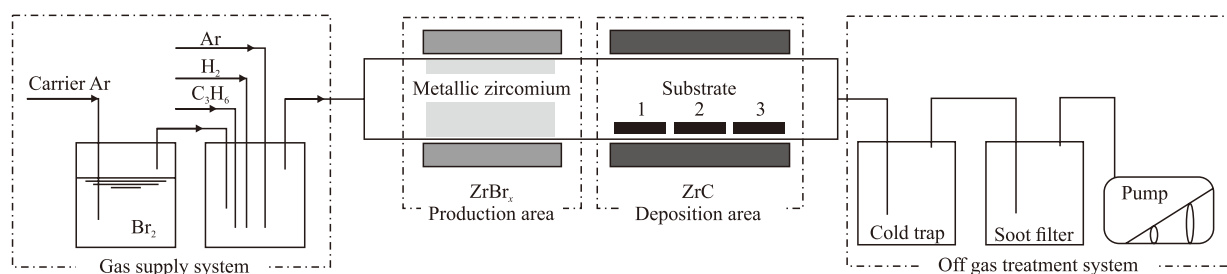 Ar
H₂
Carrier Ar
C₃H₆
Br₂
Gas supply system
Metallic zircomium
ZrBrₓ
Production area
Substrate
1 2 3
ZrC
Deposition area
Cold trap
Soot filter
Pump
Off gas treatment system